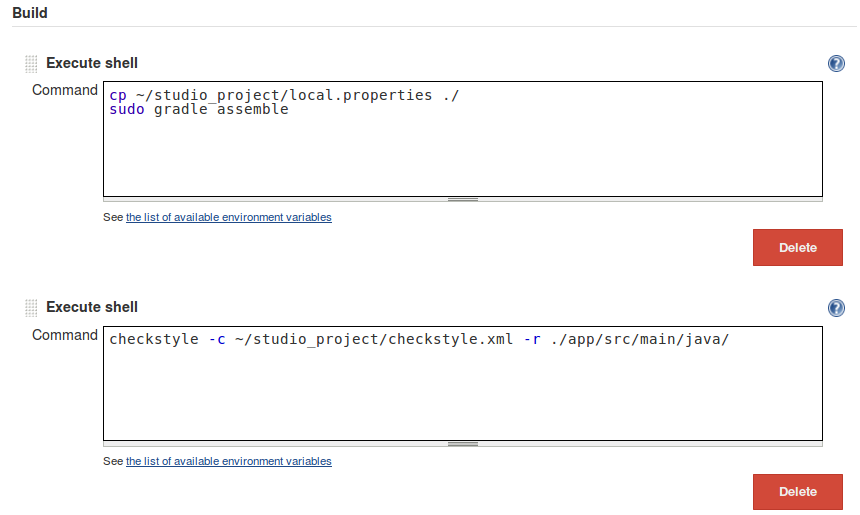 Build
Execute shell
Command
cp ~/studio_project/local.properties ./
sudo gradle assemble
See the list of available environment variables
Delete
Execute shell
Command
checkstyle -c ~/studio_project/checkstyle.xml -r ./app/src/main/java/
See the list of available environment variables
Delete